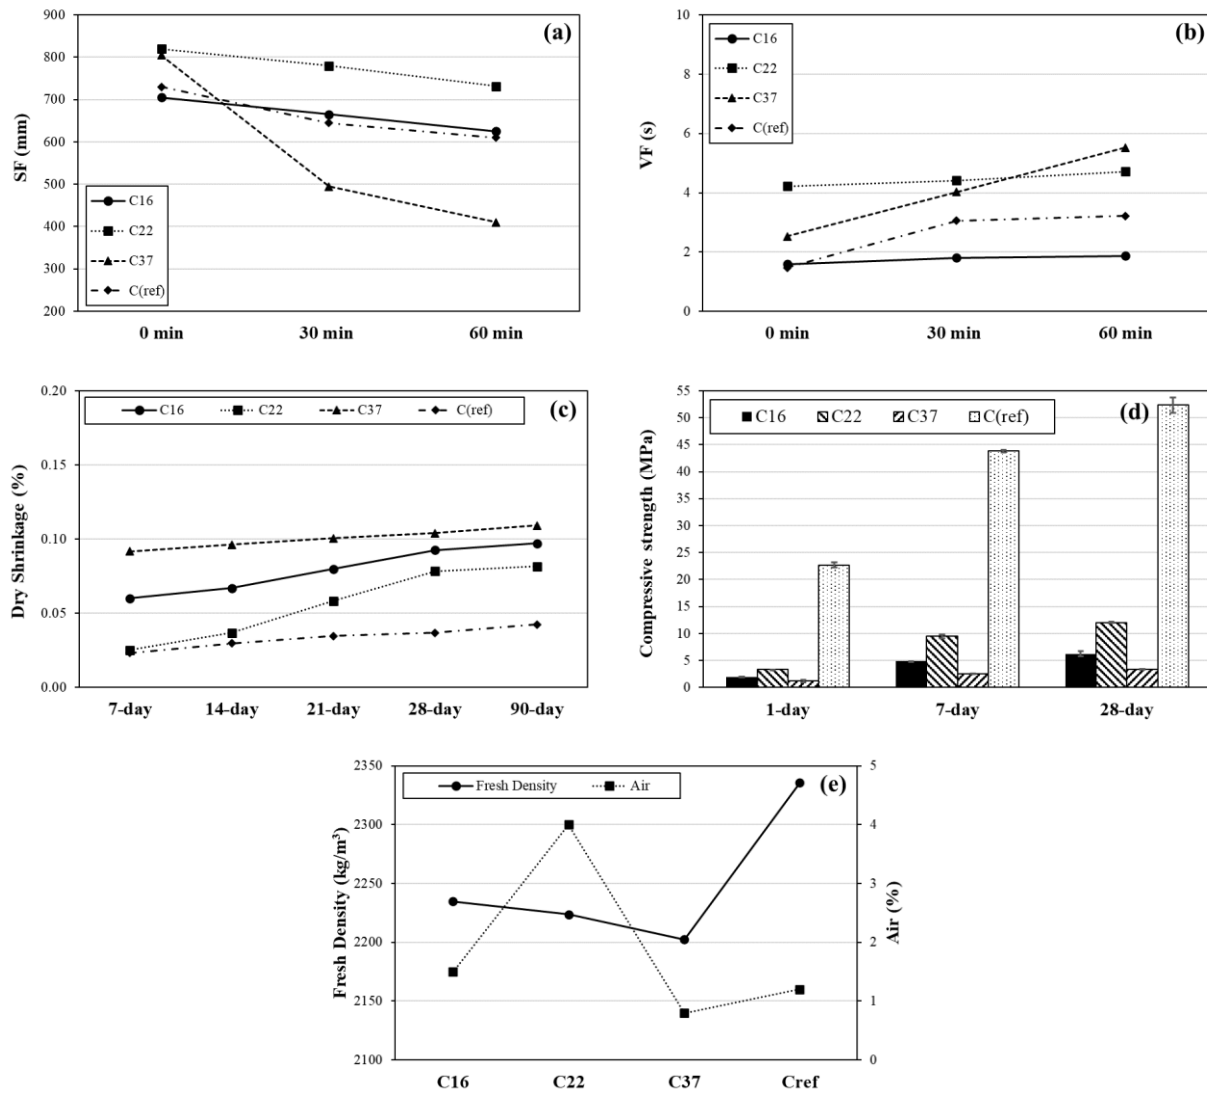 (a)
SF (mm)
900
800
700
600
500
400
300
200
C16
C22
C37
C(ref)
0 min 30 min 60 min
(b)
VF (s)
10
8
6
4
2
0
C16
C22
C37
C(ref)
0 min 30 min 60 min
(c)
Dry Shrinkage (%)
0.20
0.15
0.10
0.05
0.00
C16 C22 C37 C(ref)
7-day 14-day 21-day 28-day 90-day
(d)
Compressive strength (MPa)
55
50
45
40
35
30
25
20
15
10
5
0
C16 C22 C37 C(ref)
1-day 7-day 28-day
(e)
Fresh Density (kg/m³)
2350
2300
2250
2200
2150
2100
Fresh Density Air
5
4
3
2
1
0
Air (%)
C16 C22 C37 Cref